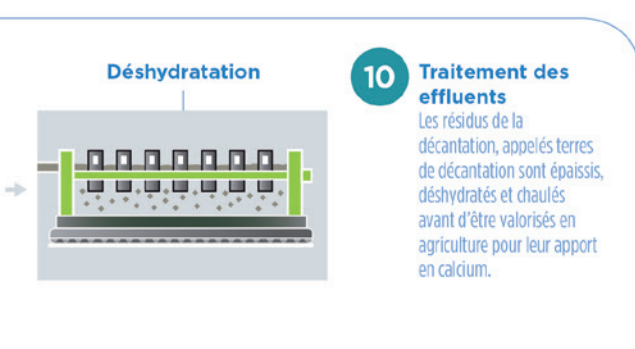 Déshydratation
10
Traitement des
effluents
Les résidus de la
décantation, appelés terres
de décantation sont épaissis,
déshydratés et chaulés
avant d'être valorisés en
agriculture pour leur apport
en calcium.